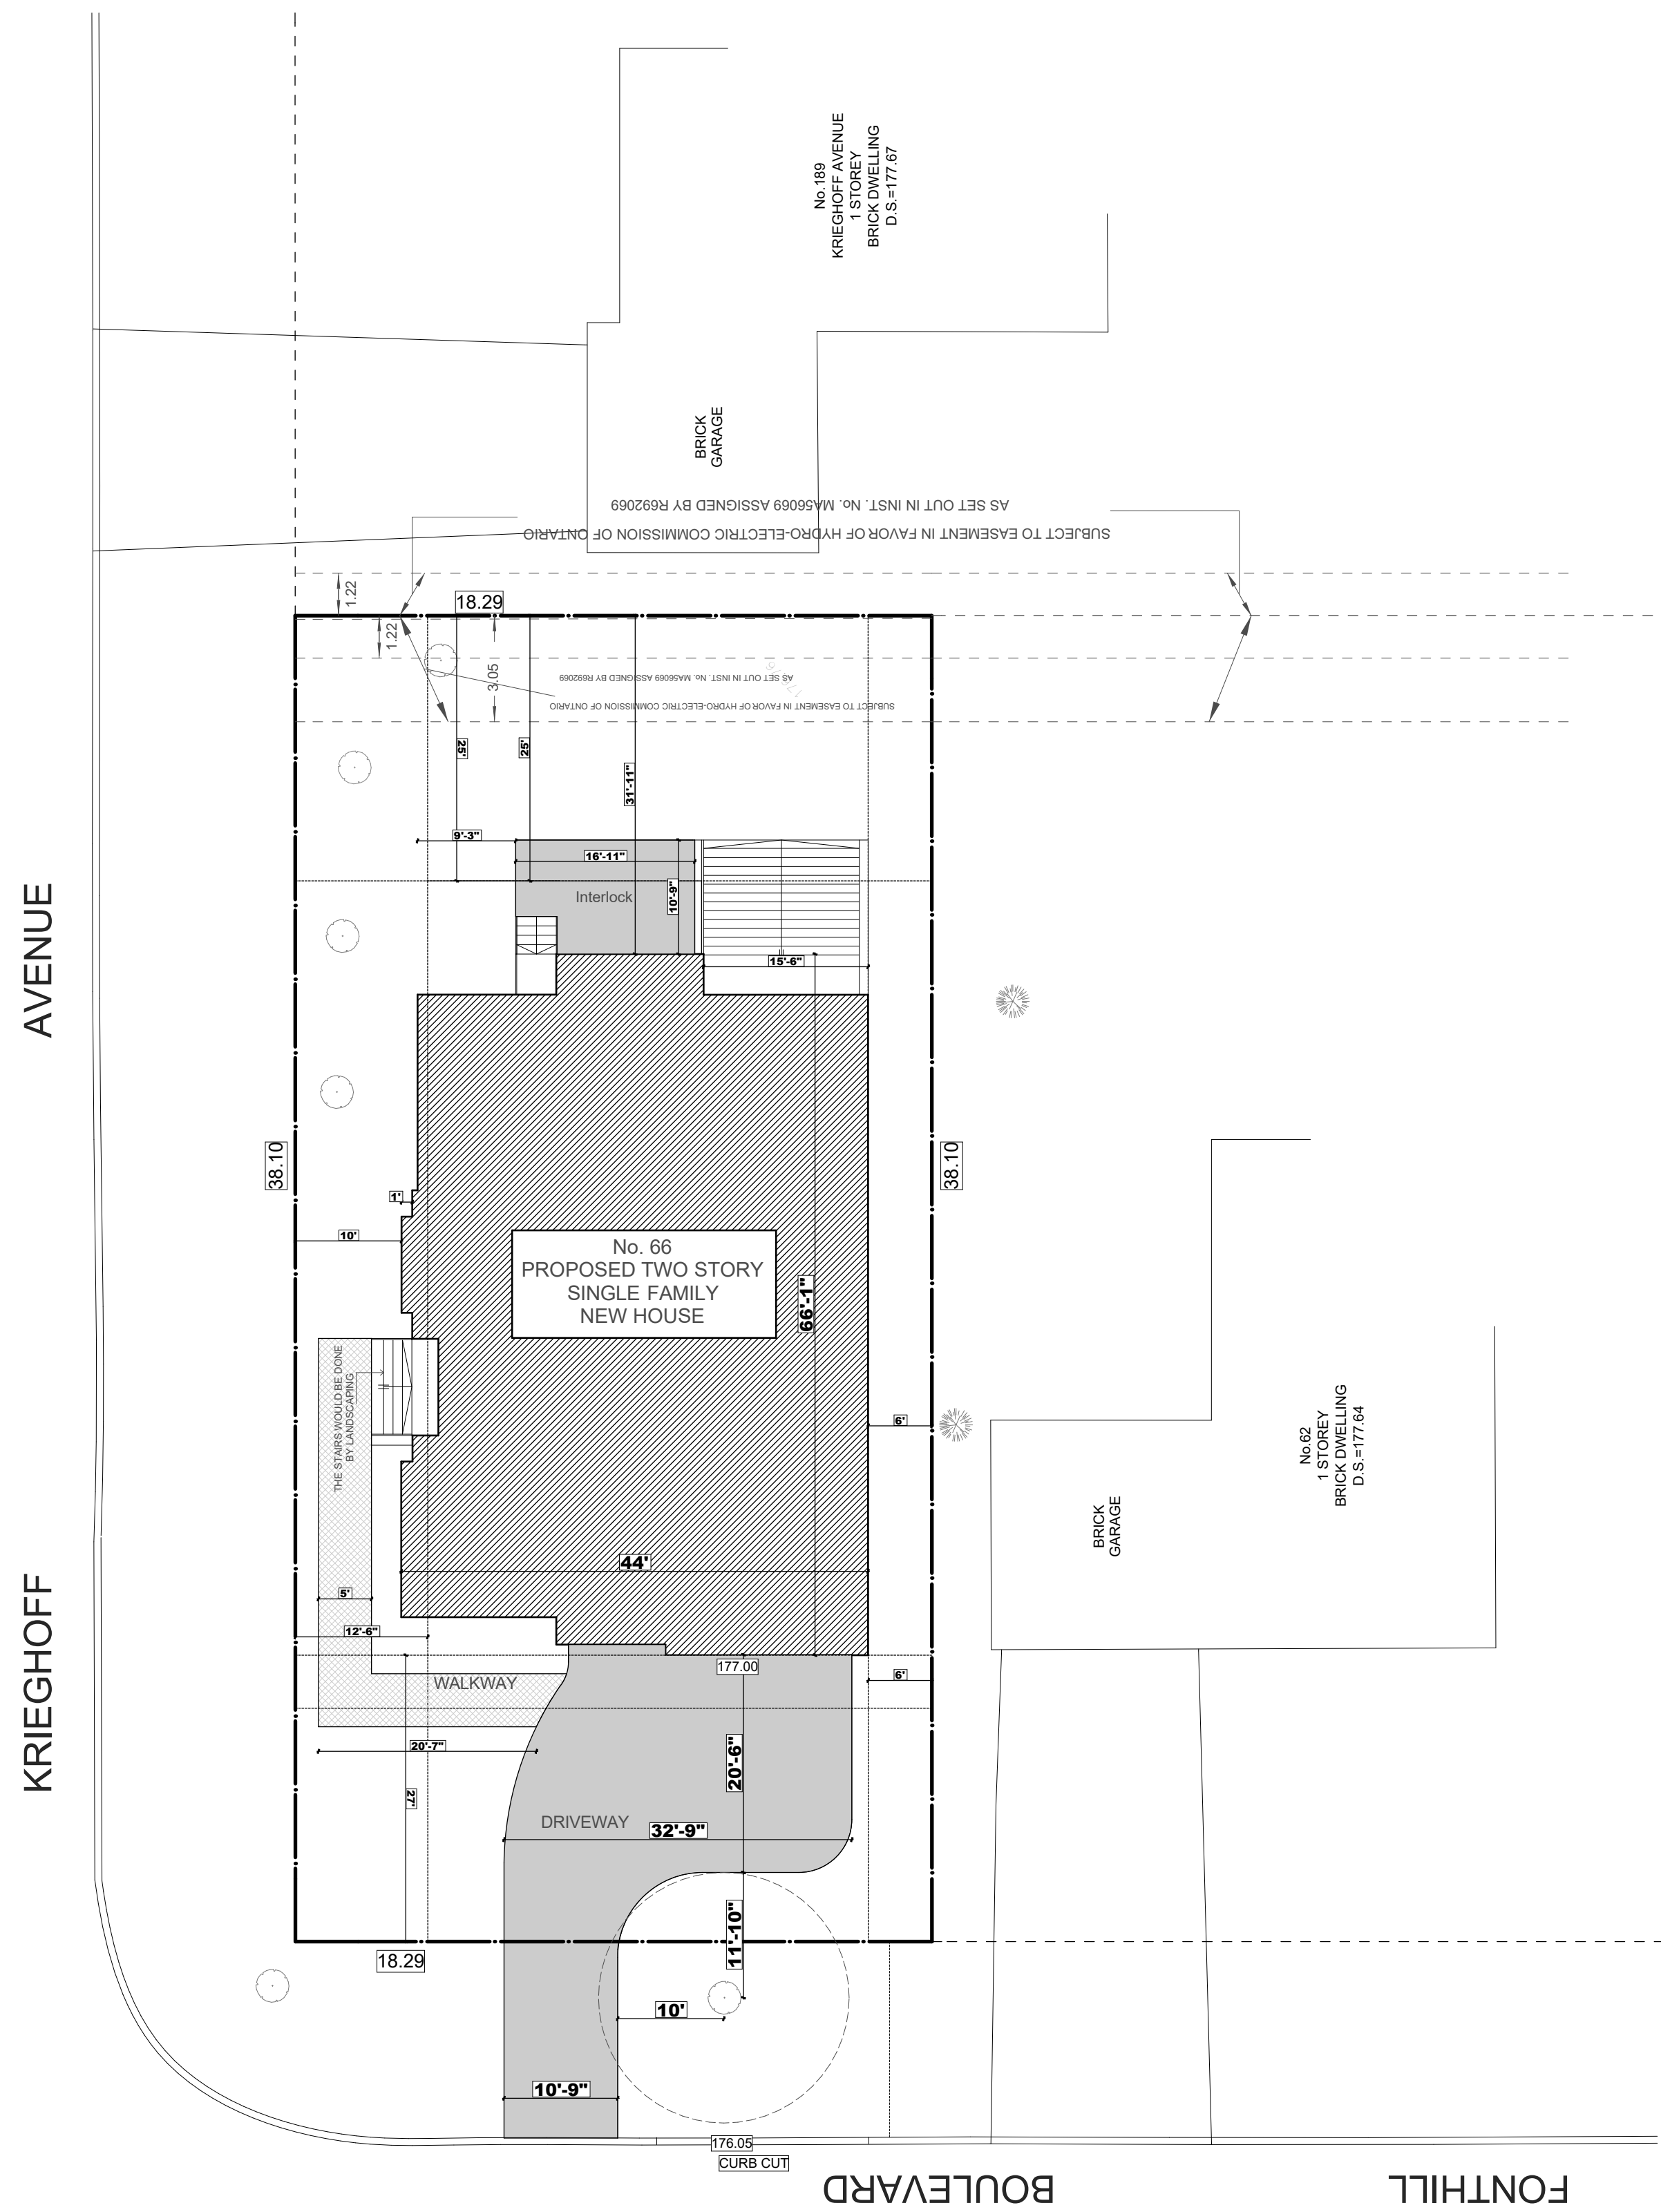 No.189
KRIEGHOFF AVENUE
1 STOREY
BRICK DWELLING
D.S.=177.67
BRICK
GARAGE
SUBJECT TO EASEMENT IN FAVOR OF HYDRO-ELECTRIC COMMISSION OF ONTARIO
AS SET OUT IN INST. No. MA56069 ASSIGNED BY R692069
1.22
18.29
1.22
3.05
SUBJECT TO EASEMENT IN FAVOR OF HYDRO-ELECTRIC COMMISSION OF ONTARIO
AS SET OUT IN INST. No. MA56069 ASSIGNED BY R692069
25'
25'
31'-11"
9'-3"
16'-11"
Interlock
10'-9"
15'-6"
KRIEGHOFF AVENUE
38.10
38.10
1'
10'
No. 66
PROPOSED TWO STORY
SINGLE FAMILY
NEW HOUSE
66'-1"
THE STAIRS WOULD BE DONE
BY LANDSCAPING
6'
No.62
1 STOREY
BRICK DWELLING
D.S.=177.64
BRICK
GARAGE
44'
5'
12'-6"
177.00
6'
WALKWAY
20'-7"
27'
20'-6"
DRIVEWAY
32'-9"
11'-10"
18.29
10'
10'-9"
176.05
CURB CUT
FONTHILL BOULEVARD